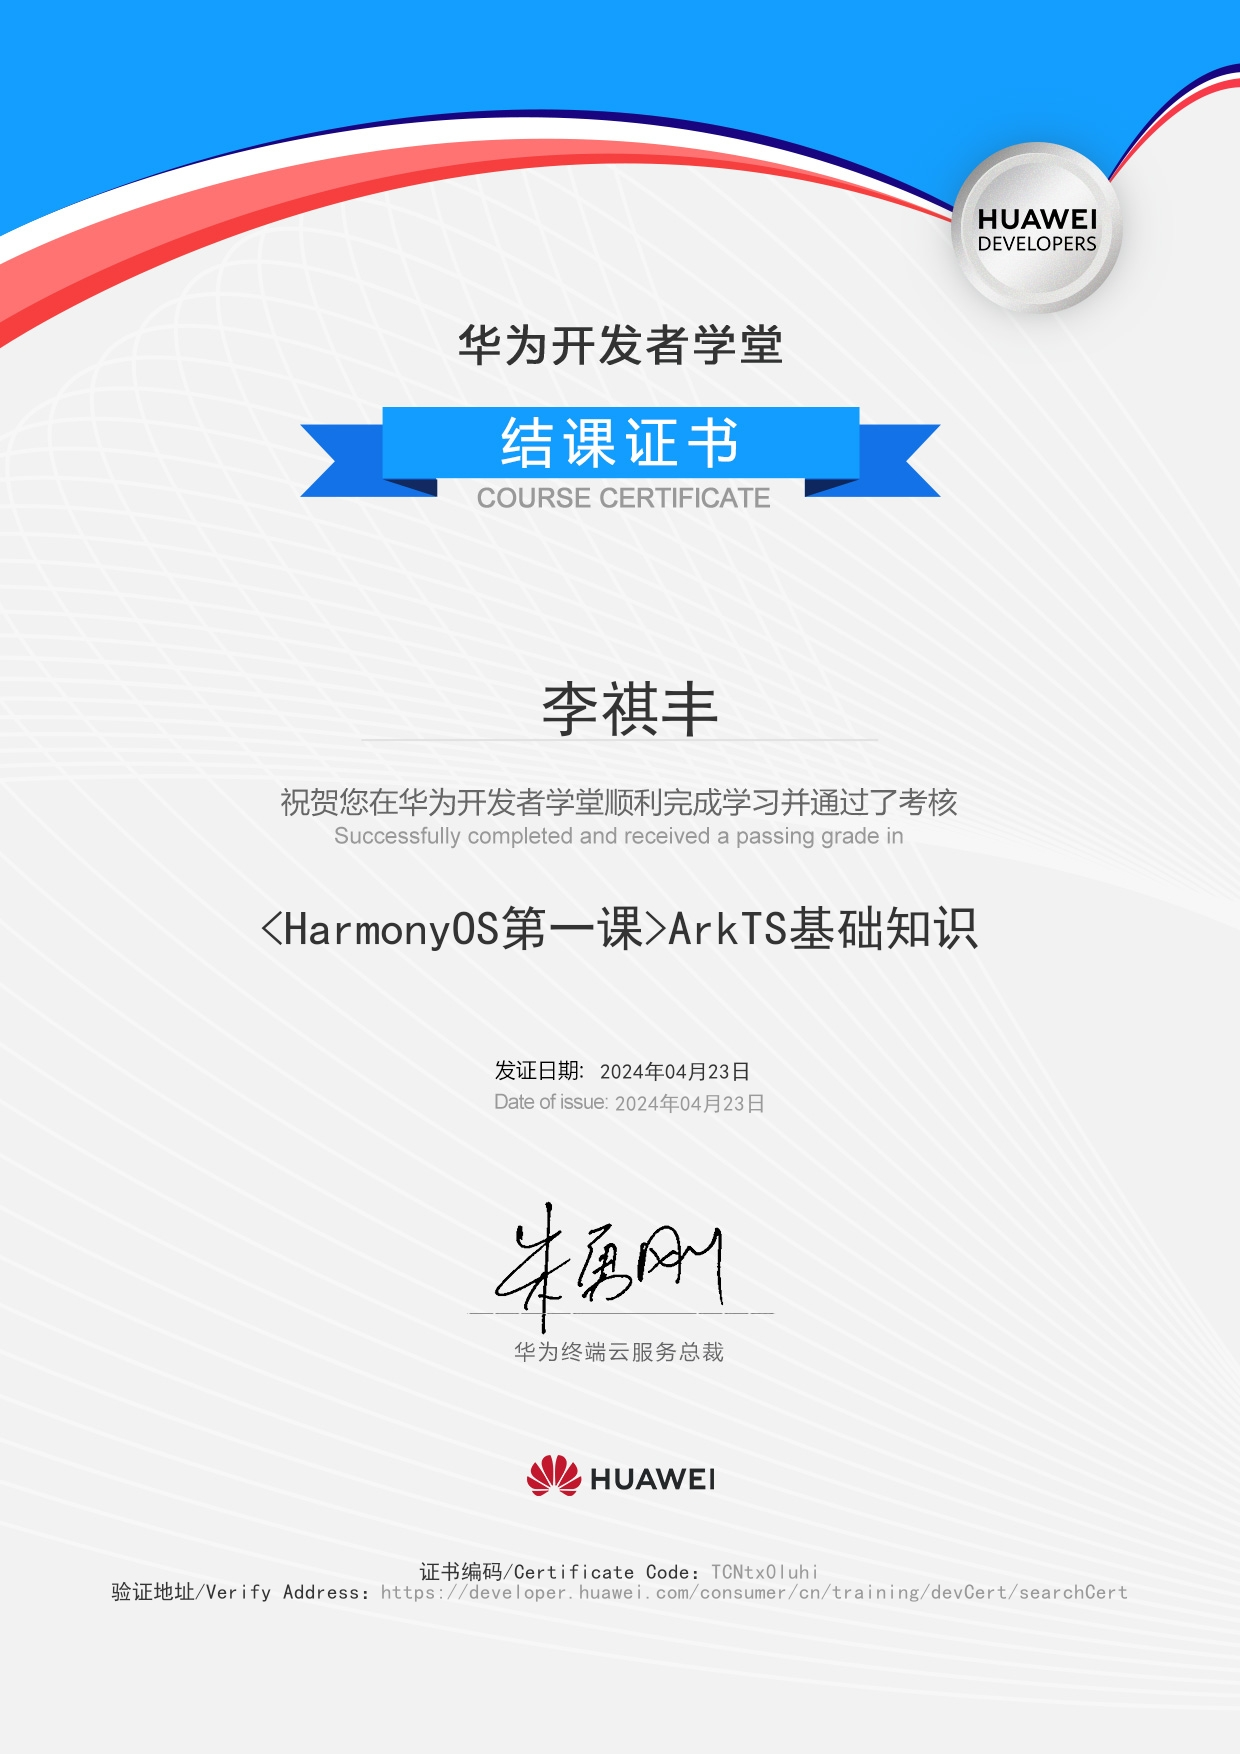 HUAWEI
DEVELOPERS
华为开发者学堂
结课证书
COURSE CERTIFICATE
李祺丰
祝贺您在华为开发者学堂顺利完成学习并通过了考核
Successfully completed and received a passing grade in
<HarmonyOS第一课>ArkTS基础知识
发证日期: 2024年04月23日
Date of issue: 2024年04月23日
朱勇刚
华为终端云服务总裁
HUAWEI
证书编码/Certificate Code: TCNtxOluhi
验证地址/Verify Address: https://developer.huawei.com/consumer/cn/training/devCert/searchCert